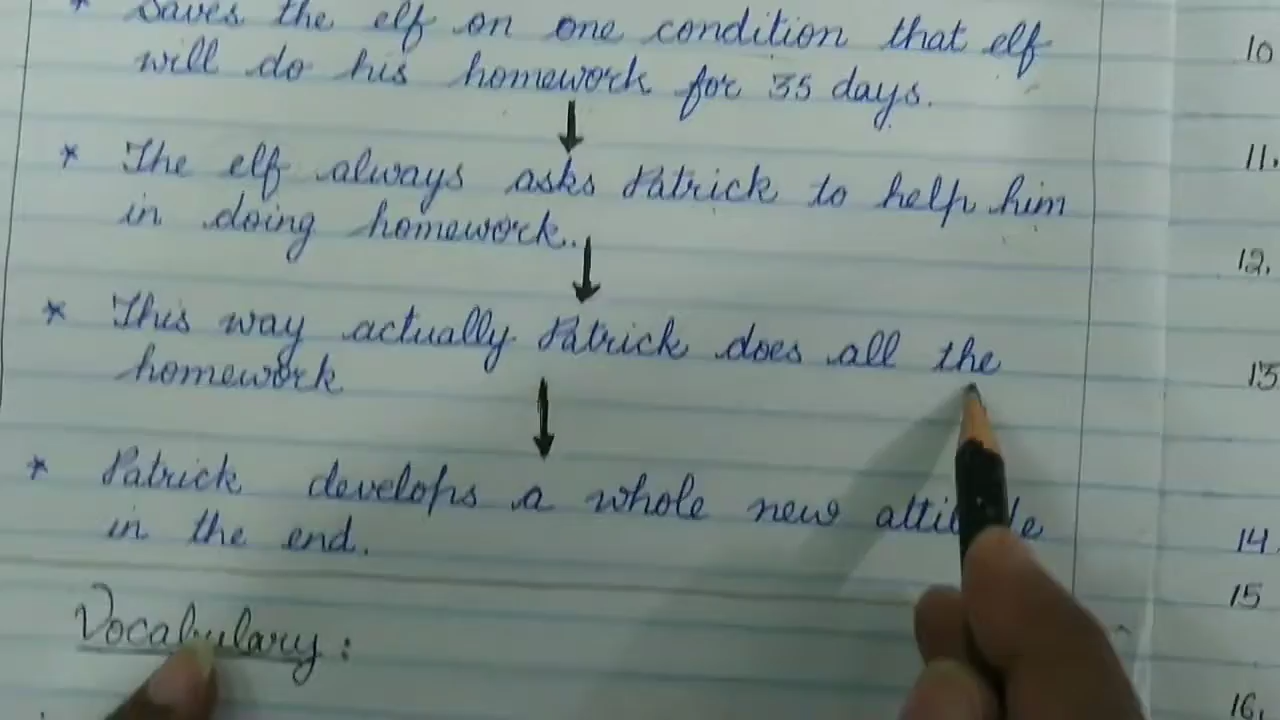 * Saves the elf on one condition that elf
will do his homework for 35 days.
* The elf always asks Patrick to help him
in doing homework.
* This way actually Patrick does all the
homework
* Patrick develops a whole new
in the end.
Vocabulary:
10
11.
12.
13
14.
15
16.